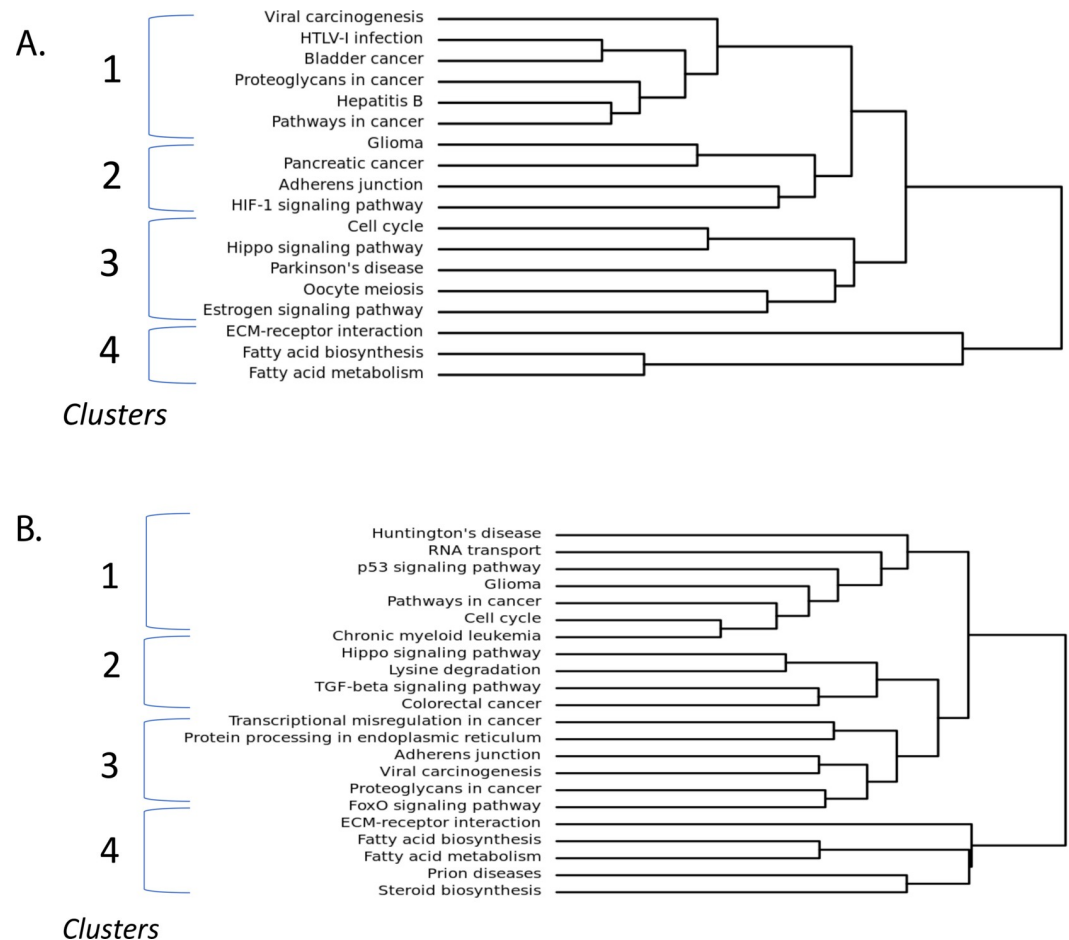 A.
1
Viral carcinogenesis
HTLV-I infection
Bladder cancer
Proteoglycans in cancer
Hepatitis B
Pathways in cancer
2
Glioma
Pancreatic cancer
Adherens junction
HIF-1 signaling pathway
3
Cell cycle
Hippo signaling pathway
Parkinson's disease
Oocyte meiosis
Estrogen signaling pathway
4
ECM-receptor interaction
Fatty acid biosynthesis
Fatty acid metabolism
Clusters
B.
1
Huntington's disease
RNA transport
p53 signaling pathway
Glioma
Pathways in cancer
Cell cycle
Chronic myeloid leukemia
2
Hippo signaling pathway
Lysine degradation
TGF-beta signaling pathway
Colorectal cancer
3
Transcriptional misregulation in cancer
Protein processing in endoplasmic reticulum
Adherens junction
Viral carcinogenesis
Proteoglycans in cancer
FoxO signaling pathway
4
ECM-receptor interaction
Fatty acid biosynthesis
Fatty acid metabolism
Prion diseases
Steroid biosynthesis
Clusters